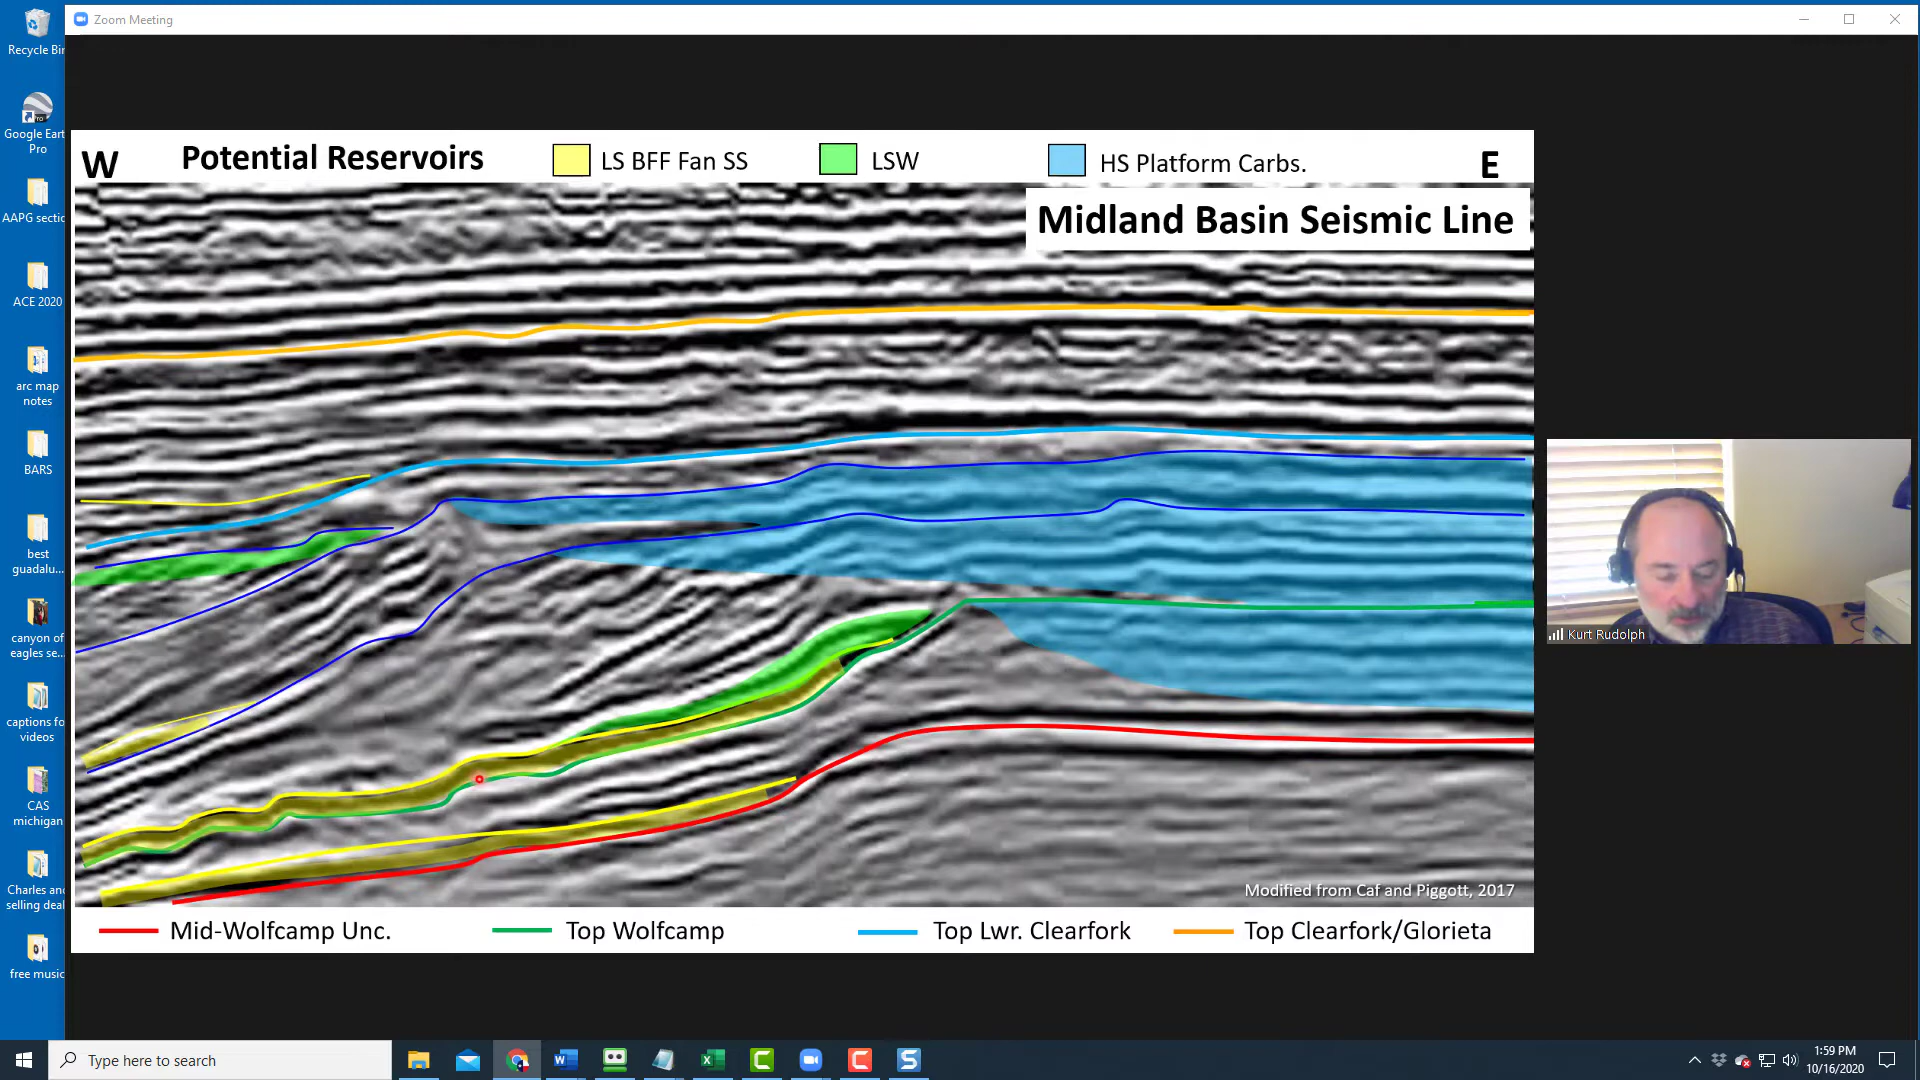 Zoom Meeting
Recycle Bin
Google Eart
Pro
AAPG sectio
ACE 2020
arc map
notes
BARS
best
guadalu...
canyon of
eagles se...
captions fo
videos
CAS
michigan
Charles and
selling deal
free music
W
Potential Reservoirs
LS BFF Fan SS
LSW
HS Platform Carbs.
E
Midland Basin Seismic Line
Modified from Caf and Piggott, 2017
Mid-Wolfcamp Unc.
Top Wolfcamp
Top Lwr. Clearfork
Top Clearfork/Glorieta
Kurt Rudolph
Type here to search
1:59 PM
10/16/2020